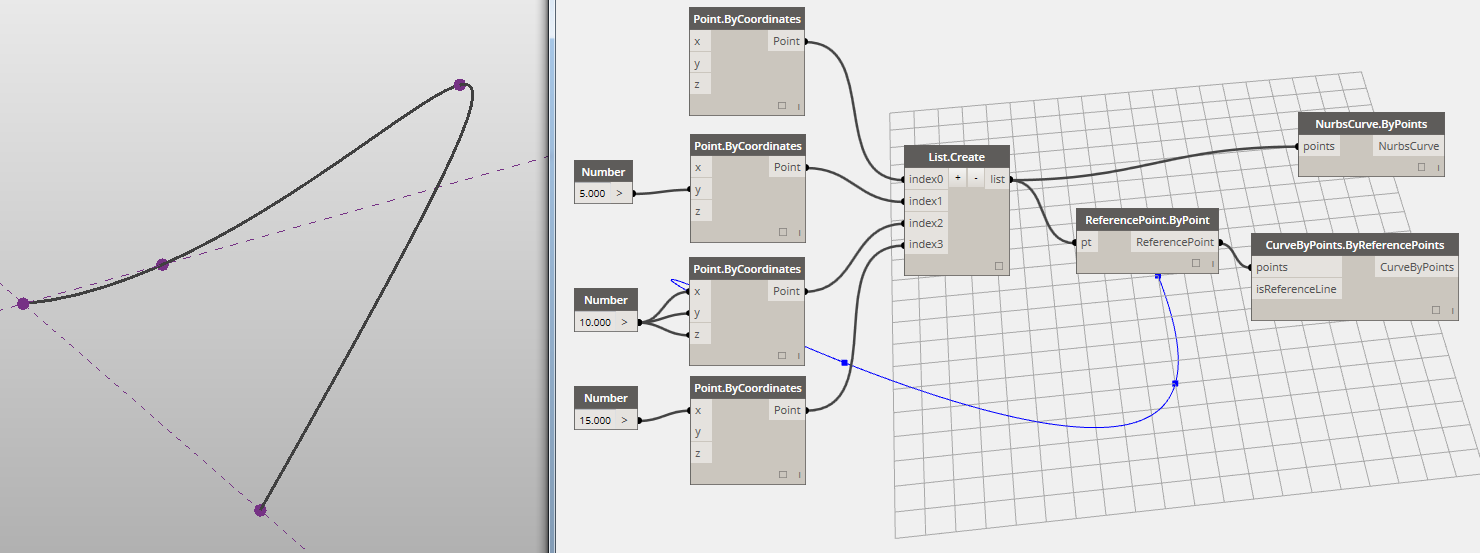 Point.ByCoordinates
x Point
y
z
Point.ByCoordinates
x Point
y
z
Number
5.000 >
Point.ByCoordinates
x Point
y
z
Number
10.000 >
Point.ByCoordinates
x Point
y
z
Number
15.000 >
List.Create
index0 + - list
index1
index2
index3
ReferencePoint.ByPoint
pt ReferencePoint
NurbsCurve.ByPoints
points NurbsCurve
CurveByPoints.ByReferencePoints
points CurveByPoints
isReferenceLine